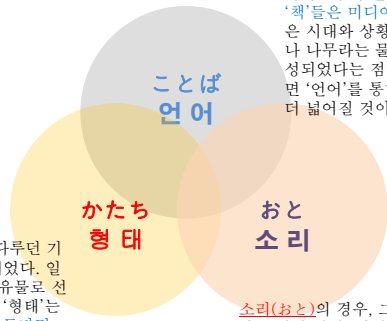 ‘책’들은 미디어
은 시대와 상황
나 나무라는 물
성되었다는 점
면 ‘언어’를 통
더 넓어질 것이
ことば
언어
かたち
형태
おと
소리
다루던 기
었다. 일
유물로 선
‘형태’는
소리(おと)의 경우,